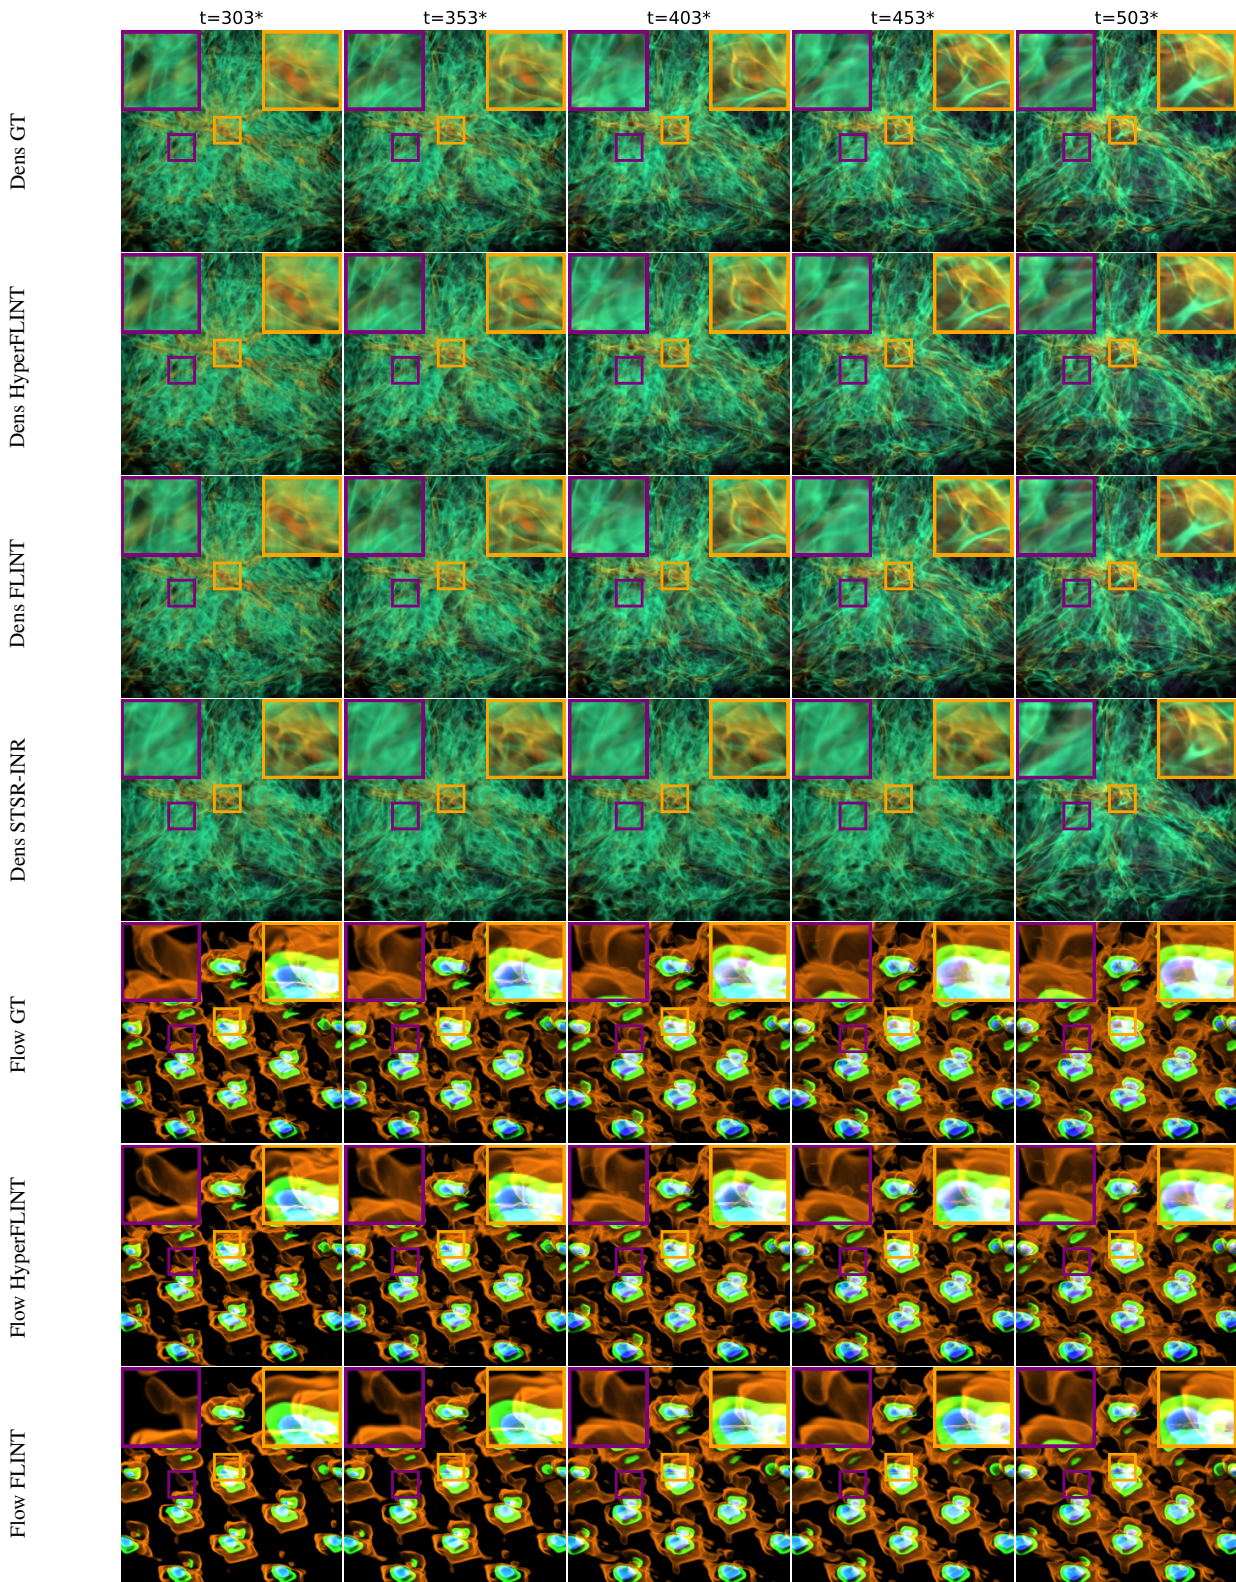 t=303* t=353* t=403* t=453* t=503*
Dens GT
Dens HyperFLINT
Dens FLINT
Dens STSR-INR
Flow GT
Flow HyperFLINT
Flow FLINT